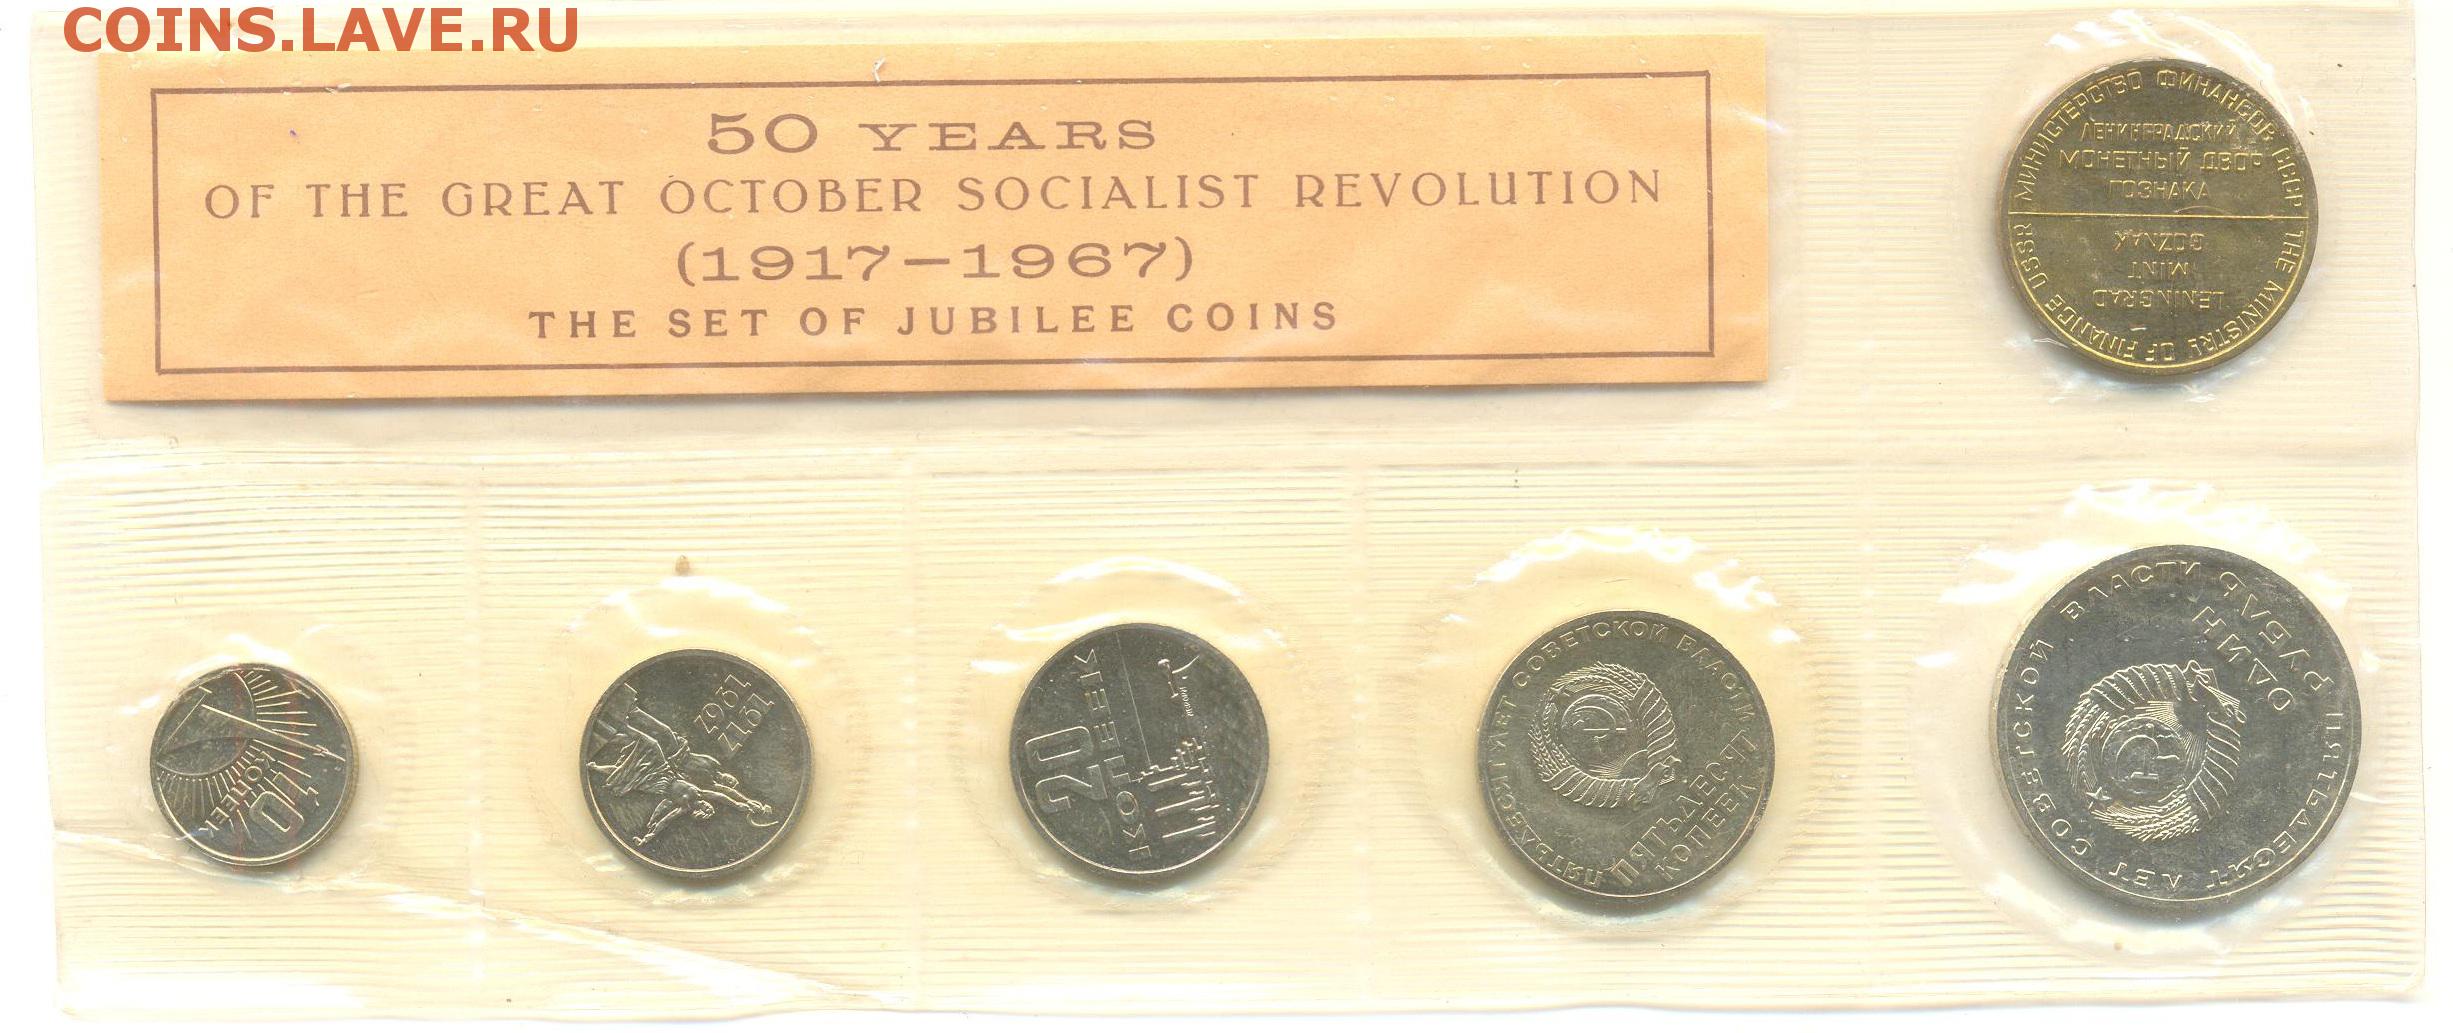 COINS.LAVE.RU
50 YEARS
OF THE GREAT OCTOBER SOCIALIST REVOLUTION
(1917—1967)
THE SET OF JUBILEE COINS
МИНИСТЕРСТВО ФИНАНСОВ СССР
ЛЕНИНГРАДСКИЙ
МОНЕТНЫЙ ДВОР
ГОЗНАКА
THE MINISTRY OF FINANCE USSR
LENINGRAD
MINT
GOZNAK
10
КОПЕЕК
1917
1967
20
КОПЕЕК
ПЯТЬДЕСЯТ ЛЕТ СОВЕТСКОЙ ВЛАСТИ
ПЯТЬДЕСЯТ
КОПЕЕК
ПЯТЬДЕСЯТ ЛЕТ СОВЕТСКОЙ ВЛАСТИ
ОДИН
РУБЛЬ